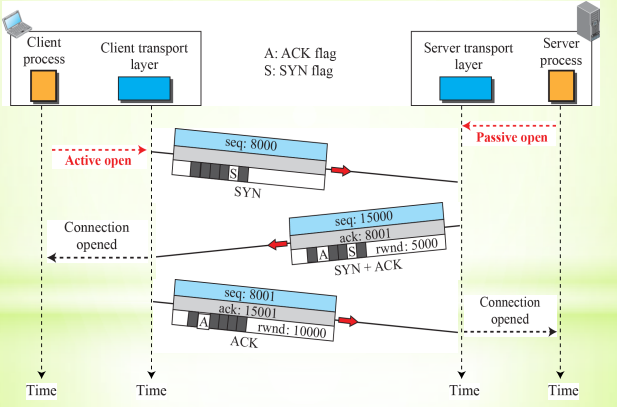 Client
process
Client transport
layer
A: ACK flag
S: SYN flag
Server transport
layer
Server
process
Passive open
Active open
seq: 8000
S
SYN
seq: 15000
ack: 8001
A
S
rwnd: 5000
SYN + ACK
Connection
opened
seq: 8001
ack: 15001
A
rwnd: 10000
ACK
Connection
opened
Time
Time
Time
Time